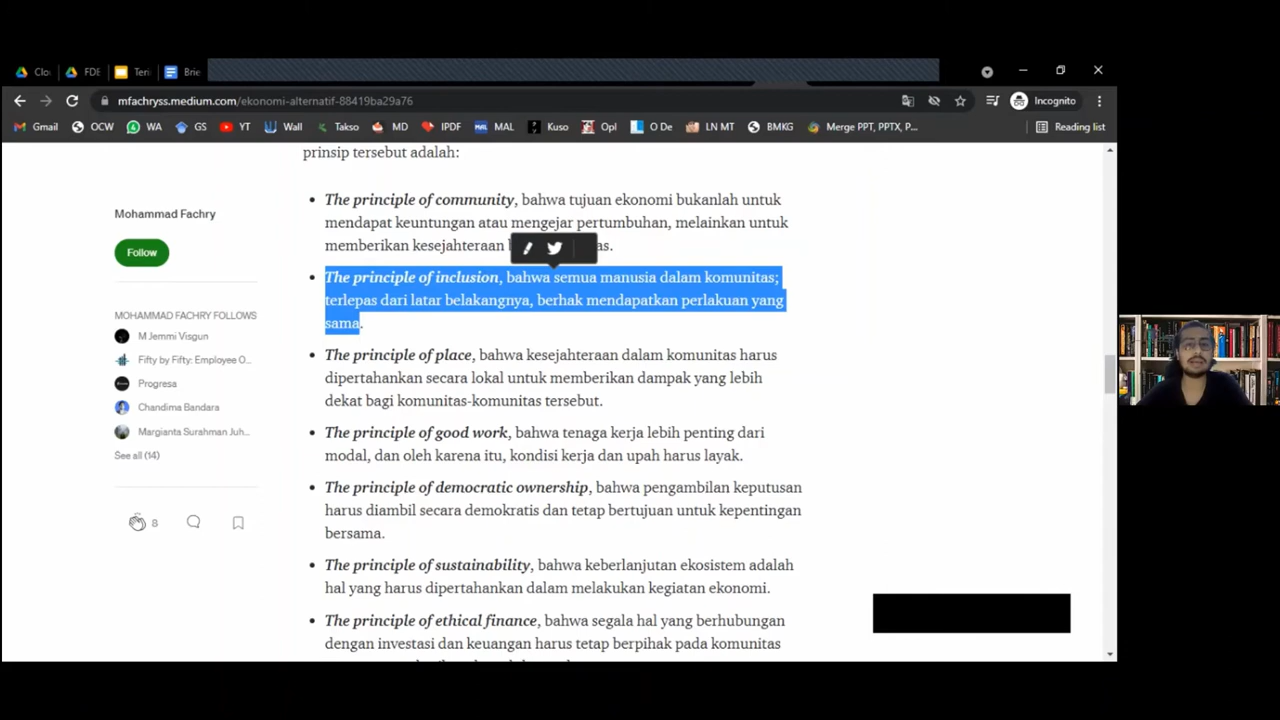 Clo
FDE
Teri
Brie
mfachryss.medium.com/ekonomi-alternatif-88419ba29a76
Incognito
Gmail
OCW
WA
GS
YT
Wall
Takso
MD
IPDF
MAL
Kuso
Opl
O De
LN MT
BMKG
Merge PPT, PPTX, P...
Reading list
prinsip tersebut adalah:
Mohammad Fachry
Follow
MOHAMMAD FACHRY FOLLOWS
M Jemmi Visgun
Fifty by Fifty: Employee O...
Progresa
Chandima Bandara
Margianta Surahman Juh...
See all (14)
8
• The principle of community, bahwa tujuan ekonomi bukanlah untuk
mendapat keuntungan atau mengejar pertumbuhan, melainkan untuk
memberikan kesejahteraan as.
• The principle of inclusion, bahwa semua manusia dalam komunitas;
terlepas dari latar belakangnya, berhak mendapatkan perlakuan yang
sama.
• The principle of place, bahwa kesejahteraan dalam komunitas harus
dipertahankan secara lokal untuk memberikan dampak yang lebih
dekat bagi komunitas-komunitas tersebut.
• The principle of good work, bahwa tenaga kerja lebih penting dari
modal, dan oleh karena itu, kondisi kerja dan upah harus layak.
• The principle of democratic ownership, bahwa pengambilan keputusan
harus diambil secara demokratis dan tetap bertujuan untuk kepentingan
bersama.
• The principle of sustainability, bahwa keberlanjutan ekosistem adalah
hal yang harus dipertahankan dalam melakukan kegiatan ekonomi.
• The principle of ethical finance, bahwa segala hal yang berhubungan
dengan investasi dan keuangan harus tetap berpihak pada komunitas